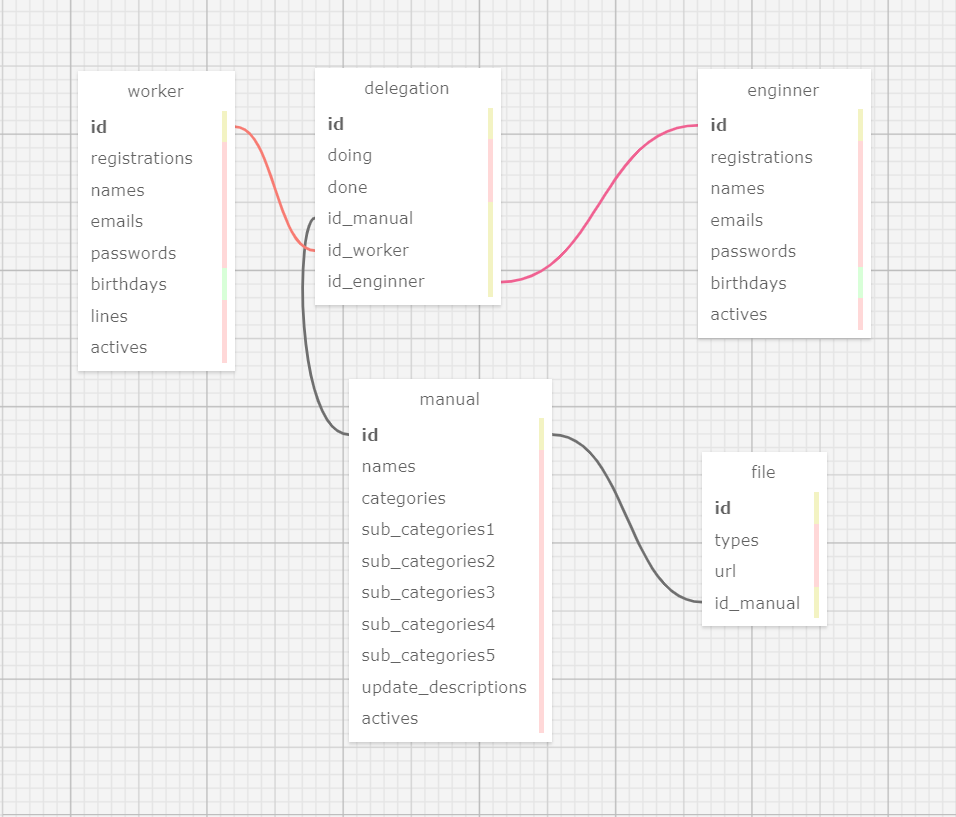 worker
id
registrations
names
emails
passwords
birthdays
lines
actives
delegation
id
doing
done
id_manual
id_worker
id_enginner
enginner
id
registrations
names
emails
passwords
birthdays
actives
manual
id
names
categories
sub_categories1
sub_categories2
sub_categories3
sub_categories4
sub_categories5
update_descriptions
actives
file
id
types
url
id_manual